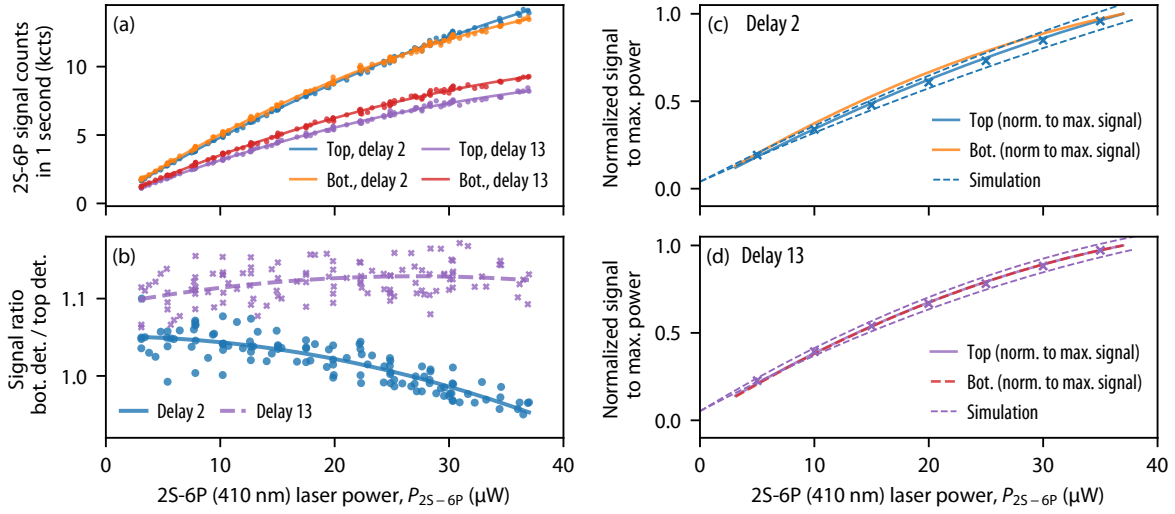 2S-6P signal counts
in 1 second (kcts)
(a)
10
5
0
Top, delay 2
Bot., delay 2
Top, delay 13
Bot., delay 13
Signal ratio
bot. det. / top det.
(b)
1.1
1.0
Delay 2
Delay 13
0 10 20 30 40
2S-6P (410 nm) laser power, P2S−6P (μW)
Normalized signal
to max. power
(c) Delay 2
1.0
0.5
0.0
Top (norm. to max. signal)
Bot. (norm to max. signal)
Simulation
Normalized signal
to max. power
(d) Delay 13
1.0
0.5
0.0
Top (norm. to max. signal)
Bot. (norm. to max. signal)
Simulation
0 10 20 30 40
2S-6P (410 nm) laser power, P2S−6P (μW)